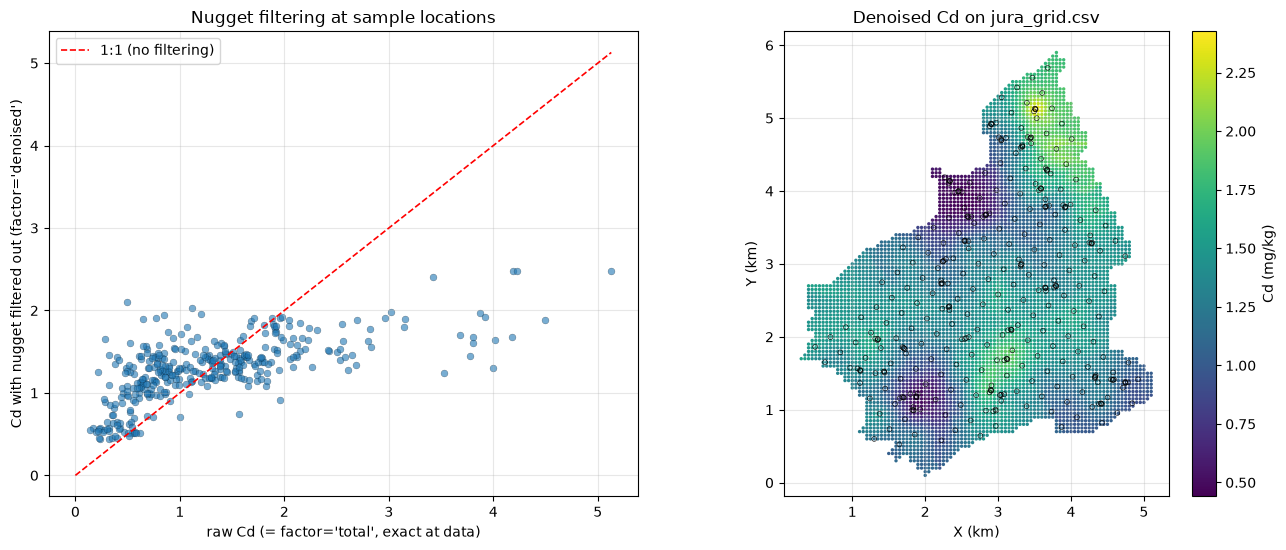 Nugget filtering at sample locations
1:1 (no filtering)
Cd with nugget filtered out (factor='denoised')
5
4
3
2
1
0
0 1 2 3 4 5
raw Cd (= factor='total', exact at data)
Denoised Cd on jura_grid.csv
Y (km)
6
5
4
3
2
1
0
1 2 3 4 5
X (km)
2.25
2.00
1.75
1.50
1.25
1.00
0.75
0.50
Cd (mg/kg)